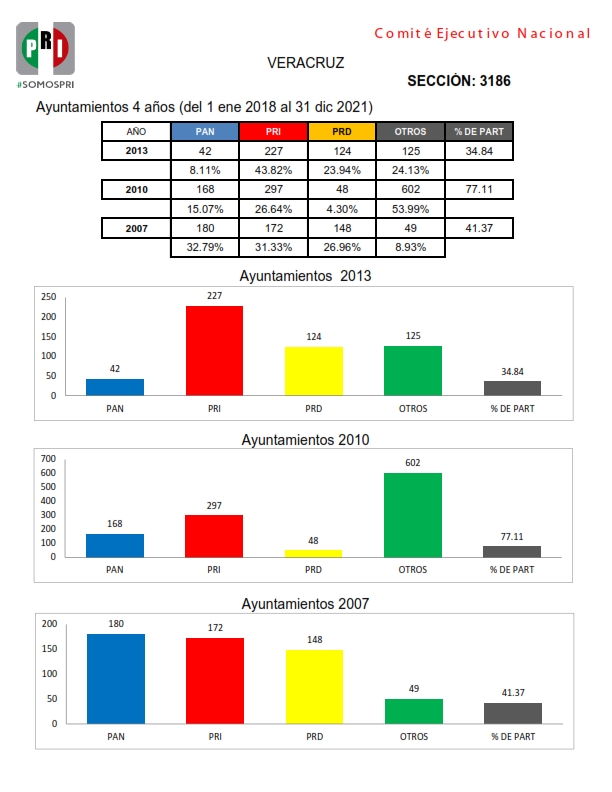 Comité Ejecutivo Nacional
PRI
#SOMOSPRI
VERACRUZ
SECCIÓN: 3186
Ayuntamientos 4 años (del 1 ene 2018 al 31 dic 2021)
AÑO PAN PRI PRD OTROS % DE PART
2013 42 227 124 125 34.84
8.11% 43.82% 23.94% 24.13%
2010 168 297 48 602 77.11
15.07% 26.64% 4.30% 53.99%
2007 180 172 148 49 41.37
32.79% 31.33% 26.96% 8.93%
Ayuntamientos 2013
250
200
150
100
50
0
42 227 124 125 34.84
PAN PRI PRD OTROS % DE PART
Ayuntamientos 2010
700
600
500
400
300
200
100
0
168 297 48 602 77.11
PAN PRI PRD OTROS % DE PART
Ayuntamientos 2007
200
150
100
50
0
180 172 148 49 41.37
PAN PRI PRD OTROS % DE PART